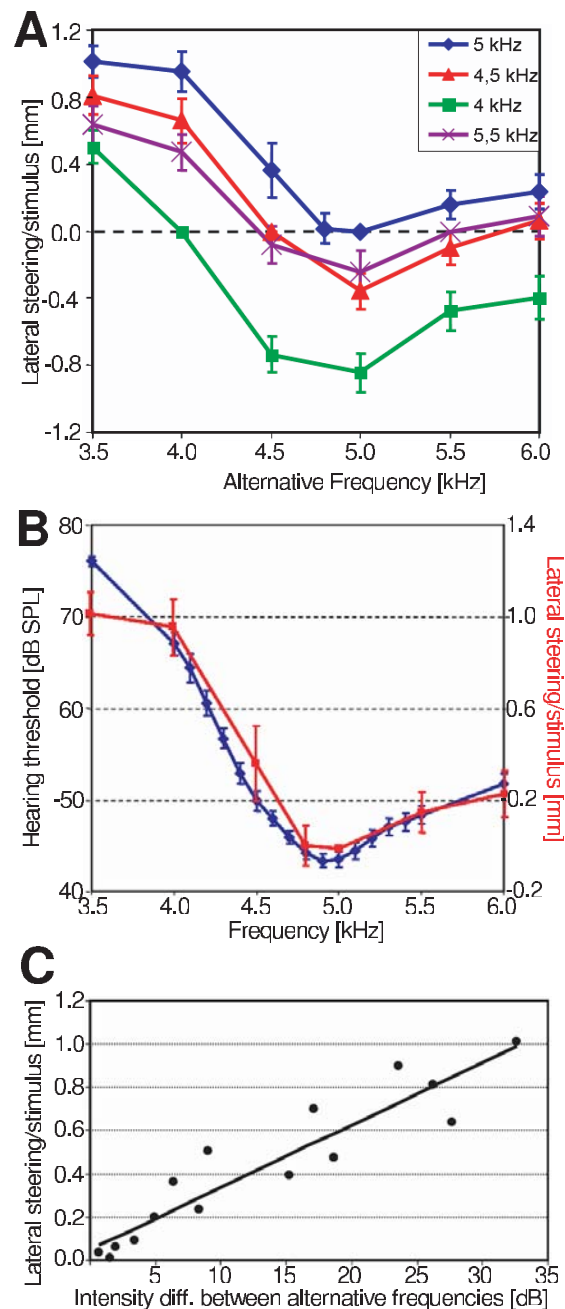 A
Lateral steering/stimulus [mm]
1.2
0.8
0.4
0.0
-0.4
-0.8
-1.2
5 kHz
4,5 kHz
4 kHz
5,5 kHz
3.5 4.0 4.5 5.0 5.5 6.0
Alternative Frequency [kHz]
B
Hearing threshold [dB SPL]
80
70
60
-50
40
Lateral steering/stimulus [mm]
1.4
1.0
0.6
0.2
-0.2
3.5 4.0 4.5 5.0 5.5 6.0
Frequency [kHz]
C
Lateral steering/stimulus [mm]
1.2
1.0
0.8
0.6
0.4
0.2
0.0
5 10 15 20 25 30 35
Intensity diff. between alternative frequencies [dB]